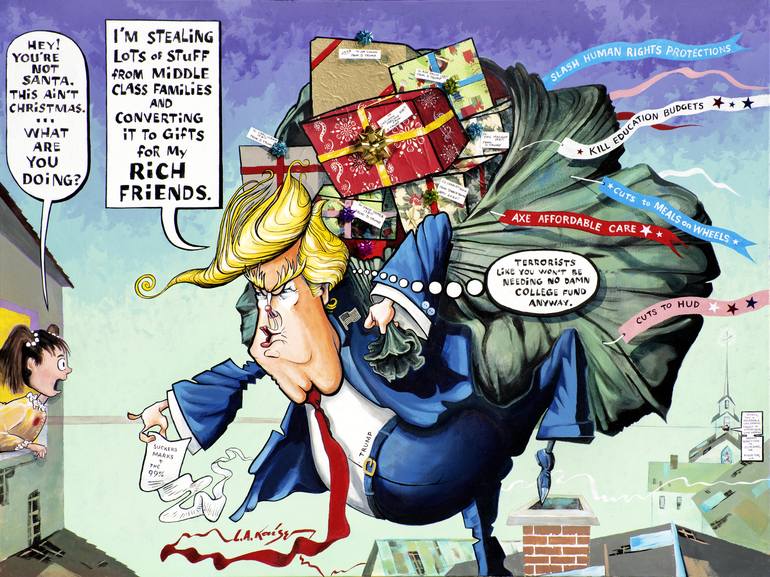 HEY!
YOU'RE
NOT
SANTA.
THIS AIN'T
CHRISTMAS.
...
WHAT
ARE
YOU
DOING?
I'M STEALING
LOTS of STUFF
fROM MIDDLE
CLASS FAMILIES
AND
CONVERTING
IT TO GIFTS
foR My
RiCH
FRIENDS.
SLASH HUMAN RIGHTS PROTECTIONS
KILL EDUCATION BUDGETS
CUTS to MEALS on WHEELS
AXE AFFORDABLE CARE
TERRORISTS
LIKE YOU WON'T BE
NEEDING NO DAMN
COLLEGE FUND
ANYWAY.
CUTS TO HUD
SUCKERS
MARKS
+
THE
99%
TRUMP
L.A. Kaiser